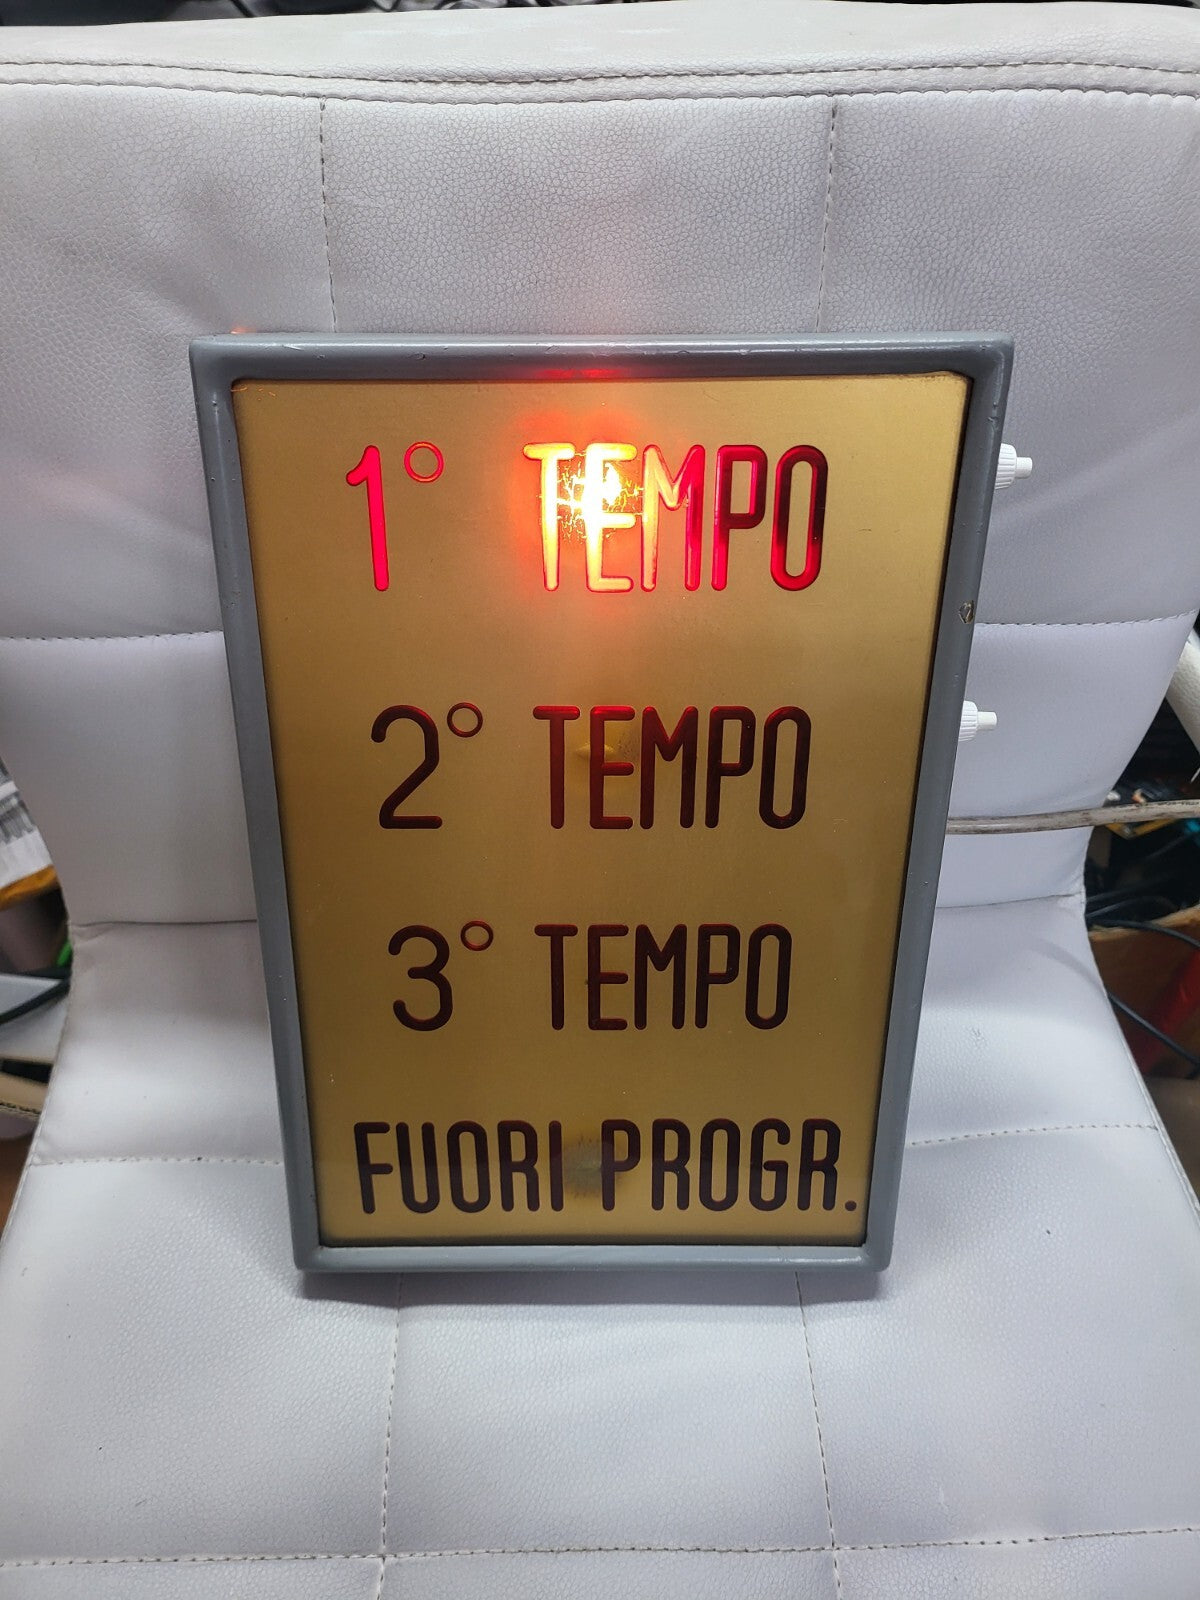 1° TEMPO
2° TEMPO
3° TEMPO
FUORI PROGR.